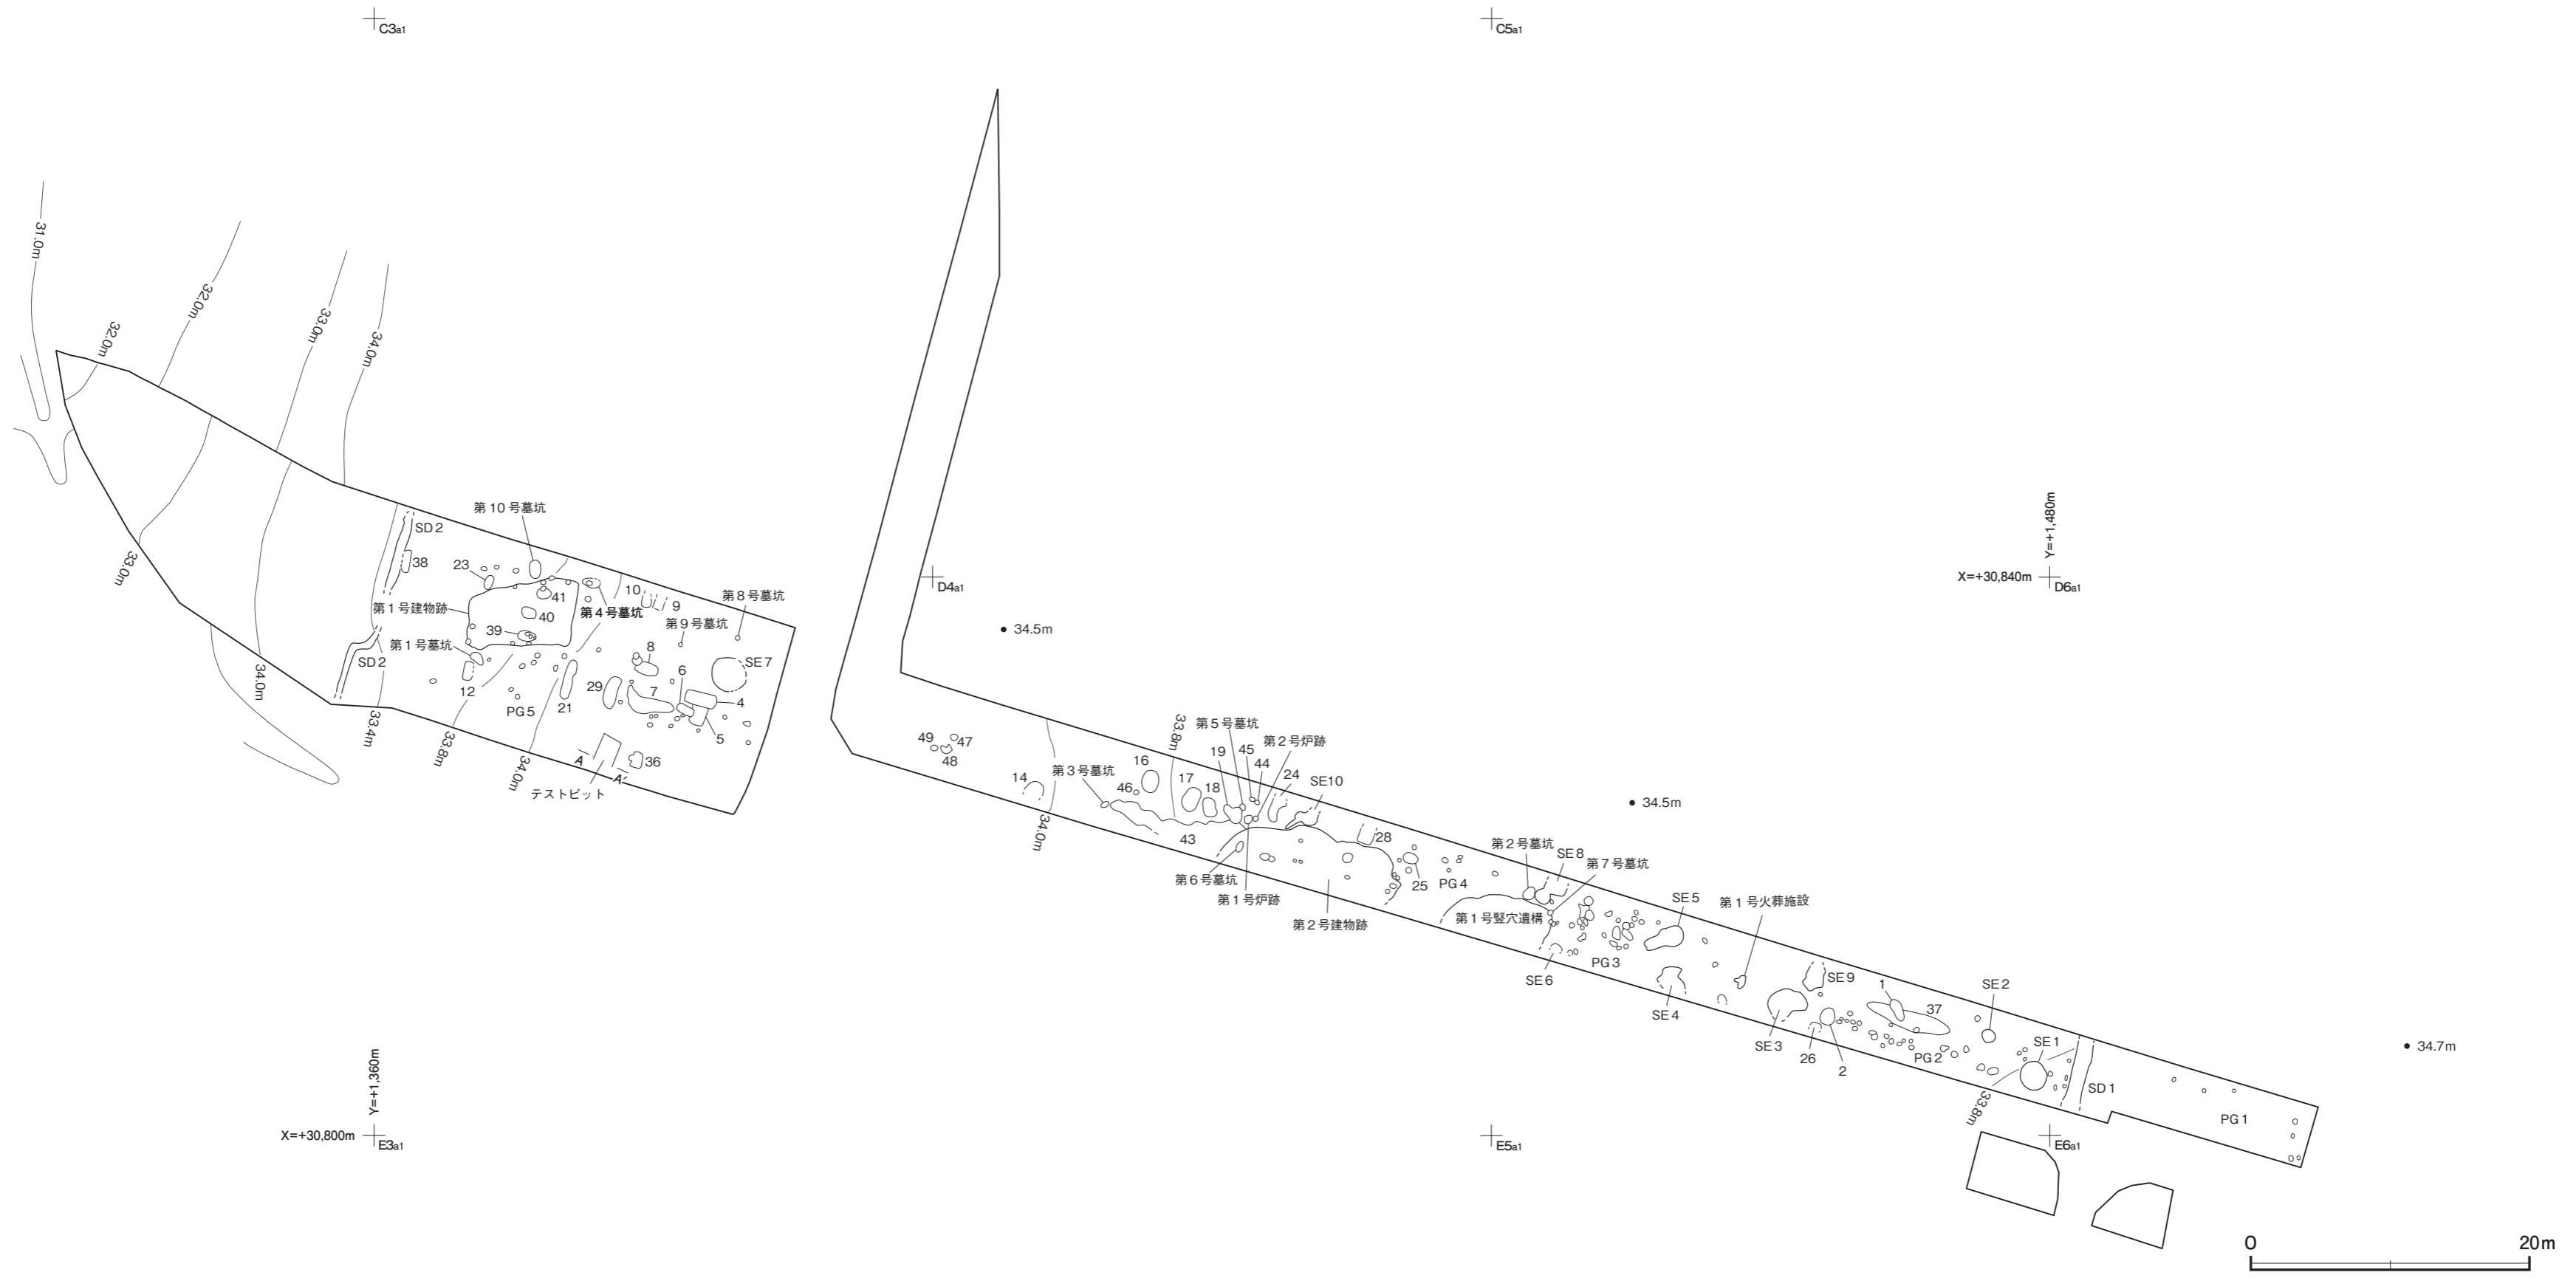 C3a1
C5a1
31.0m
32.0m
32.0m
33.0m
34.0m
Y=+1,480m
X=+30,840m
D6a1
D4a1
34.5m
第10号墓坑
SD2
38
23
41
40
39
第1号建物跡
第4号墓坑
10
9
第8号墓坑
第9号墓坑
第1号墓坑
SD2
12
PG5
21
29
8
7
6
SE7
4
5
36
A
A'
テストピット
33.0m
34.0m
33.4m
33.8m
34.0m
49
47
48
14
第3号墓坑
16
46
17
18
43
33.8m
第5号墓坑
19
45
44
第2号炉跡
24
SE10
28
34.0m
第6号墓坑
第1号炉跡
第2号建物跡
25
PG4
34.5m
第2号墓坑
SE8
第7号墓坑
第1号竪穴遺構
SE6
PG3
SE5
SE4
第1号火葬施設
SE9
SE3
26
2
1
37
SE2
PG2
SE1
33.8m
SD1
PG1
34.7m
Y=+1,360m
X=+30,800m
E3a1
E5a1
E6a1
0
20m